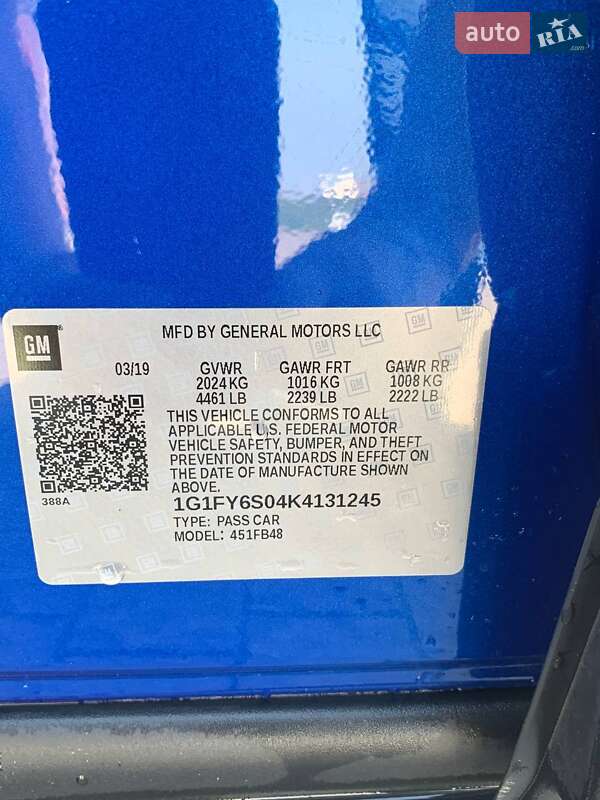 auto RIA.com
GM
MFD BY GENERAL MOTORS LLC
03/19 GVWR GAWR FRT GAWR RR
2024 KG 1016 KG 1008 KG
4461 LB 2239 LB 2222 LB
THIS VEHICLE CONFORMS TO ALL
APPLICABLE U.S. FEDERAL MOTOR
VEHICLE SAFETY, BUMPER, AND THEFT
PREVENTION STANDARDS IN EFFECT ON
THE DATE OF MANUFACTURE SHOWN
ABOVE.
388A
1G1FY6S04K4131245
TYPE: PASS CAR
MODEL: 451FB48